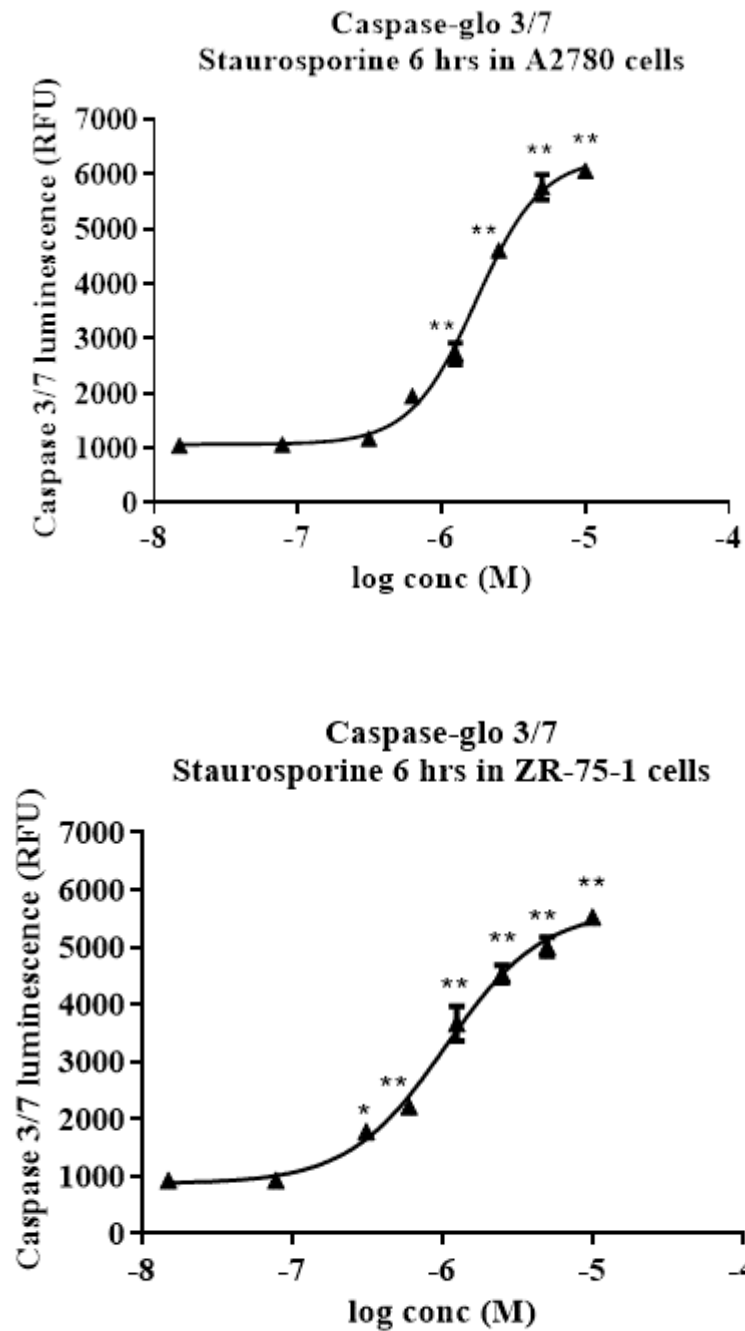 Caspase-glo 3/7
Staurosporine 6 hrs in A2780 cells
Caspase 3/7 luminescence (RFU)
7000
6000
5000
4000
3000
2000
1000
0
**
**
**
**
-8 -7 -6 -5 -4
log conc (M)
Caspase-glo 3/7
Staurosporine 6 hrs in ZR-75-1 cells
Caspase 3/7 luminescence (RFU)
7000
6000
5000
4000
3000
2000
1000
0
*
**
**
**
**
**
-8 -7 -6 -5 -4
log conc (M)